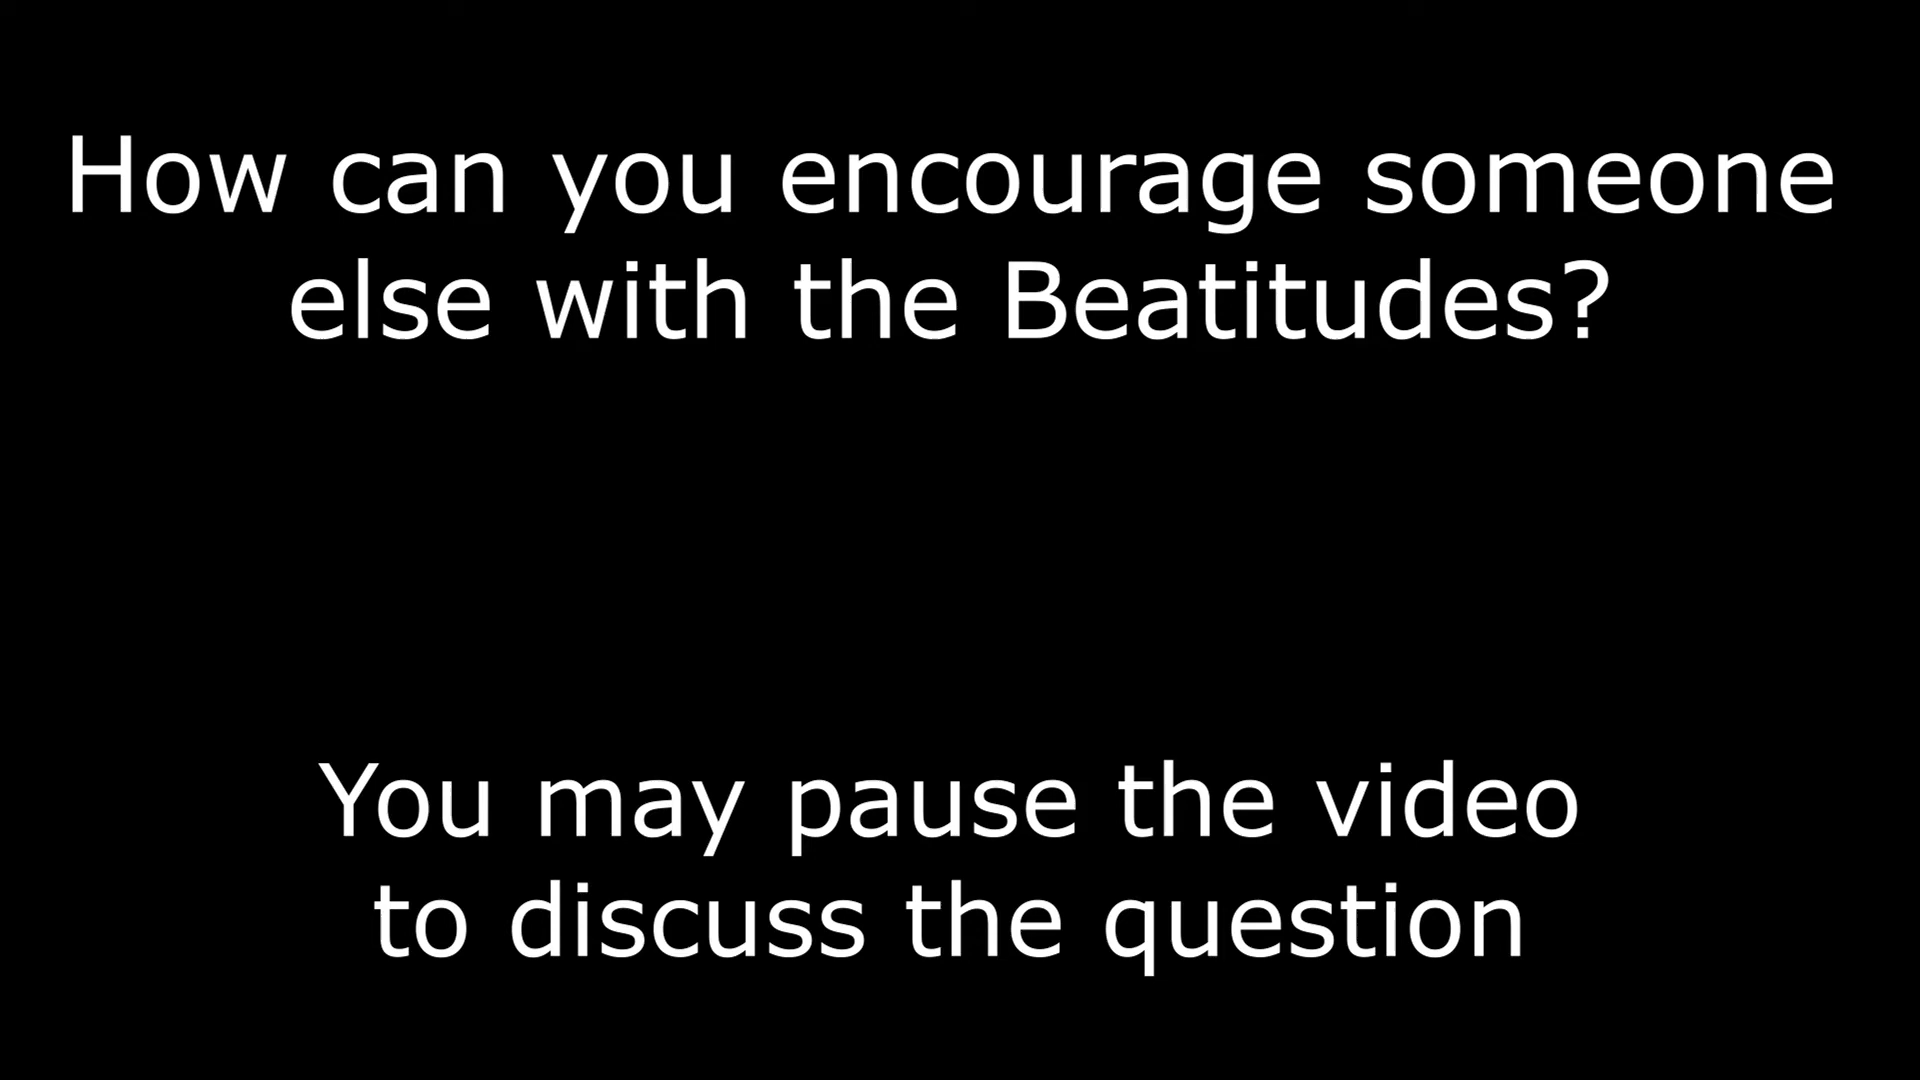 How can you encourage someone
else with the Beatitudes?
You may pause the video
to discuss the question